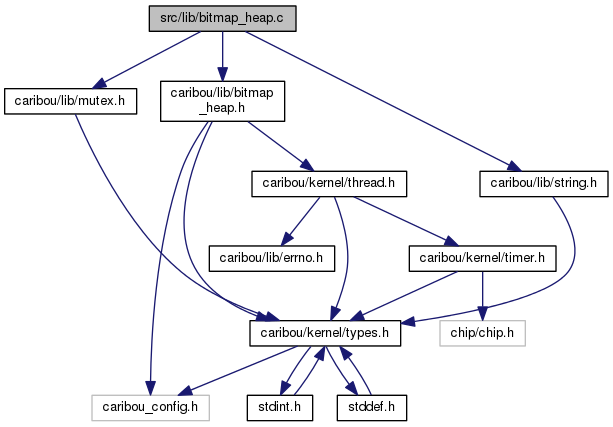 src/lib/bitmap_heap.c
caribou/lib/mutex.h
caribou/lib/bitmap
_heap.h
caribou/kernel/thread.h
caribou/lib/string.h
caribou/lib/errno.h
caribou/kernel/timer.h
caribou/kernel/types.h
chip/chip.h
caribou_config.h
stdint.h
stddef.h